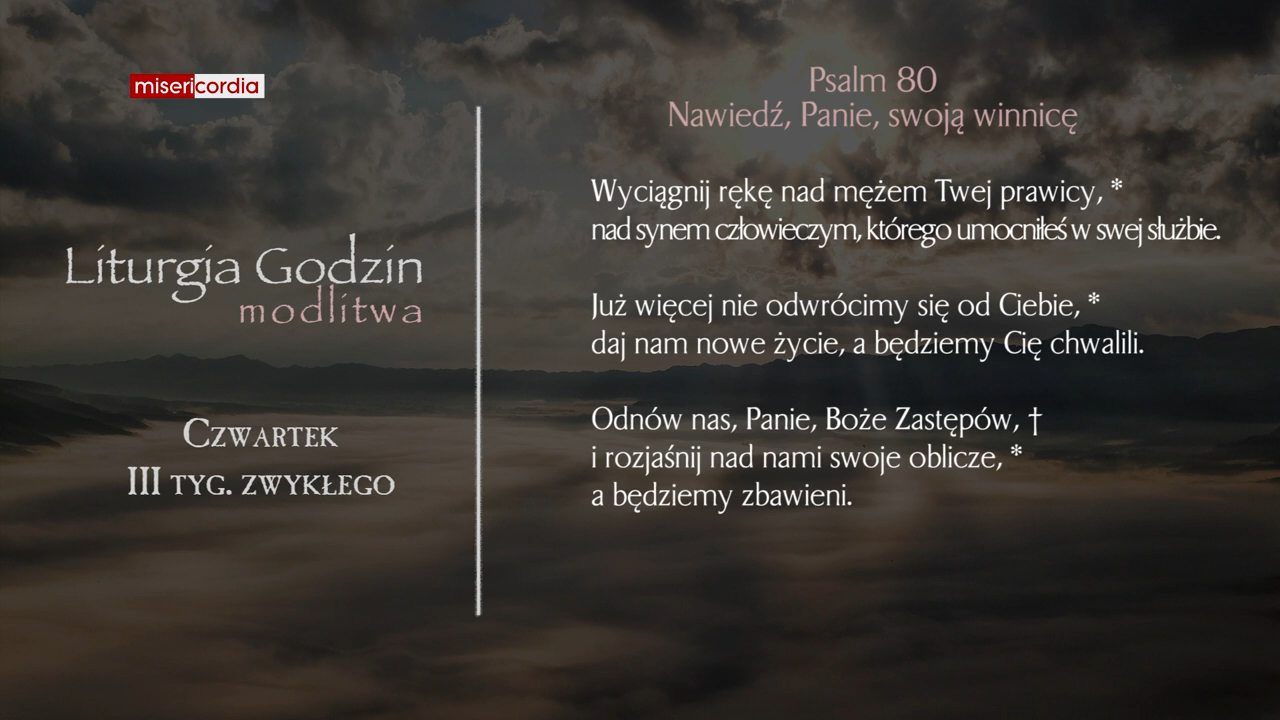 misericordia
Liturgia Godzin
modlitwa
Czwartek
III tyg. zwykłego
Psalm 80
Nawiedź, Panie, swoją winnicę
Wyciągnij rękę nad mężem Twej prawicy, *
nad synem człowieczym, którego umocniłeś w swej służbie.
Już więcej nie odwrócimy się od Ciebie, *
daj nam nowe życie, a będziemy Cię chwalili.
Odnów nas, Panie, Boże Zastępów, †
i rozjaśnij nad nami swoje oblicze, *
a będziemy zbawieni.